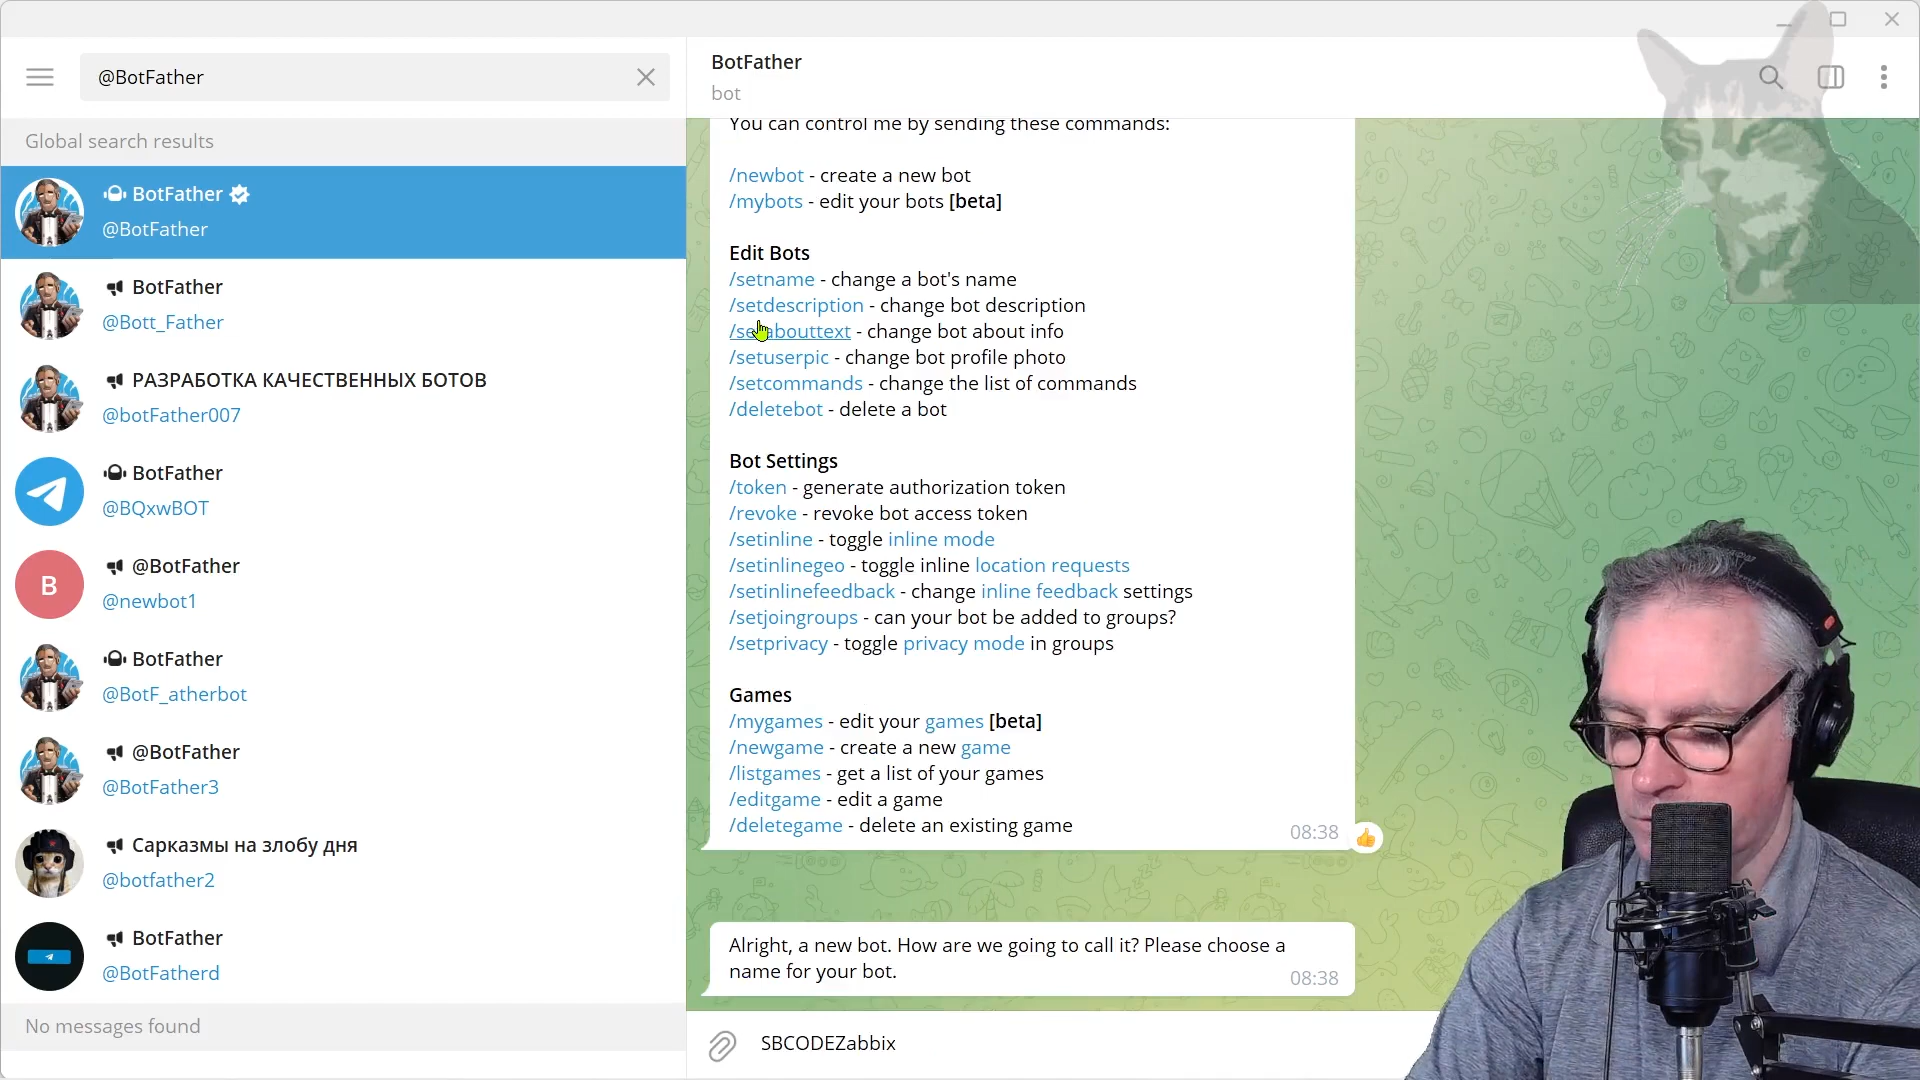 @BotFather
Global search results
BotFather
@BotFather
BotFather
@Bott_Father
РАЗРАБОТКА КАЧЕСТВЕННЫХ БОТОВ
@botFather007
BotFather
@BQxwBOT
B
@BotFather
@newbot1
BotFather
@BotF_atherbot
@BotFather
@BotFather3
Сарказмы на злобу дня
@botfather2
BotFather
@BotFatherd
No messages found
BotFather
bot
You can control me by sending these commands:
/newbot - create a new bot
/mybots - edit your bots [beta]
Edit Bots
/setname - change a bot's name
/setdescription - change bot description
/setabouttext - change bot about info
/setuserpic - change bot profile photo
/setcommands - change the list of commands
/deletebot - delete a bot
Bot Settings
/token - generate authorization token
/revoke - revoke bot access token
/setinline - toggle inline mode
/setinlinegeo - toggle inline location requests
/setinlinefeedback - change inline feedback settings
/setjoingroups - can your bot be added to groups?
/setprivacy - toggle privacy mode in groups
Games
/mygames - edit your games [beta]
/newgame - create a new game
/listgames - get a list of your games
/editgame - edit a game
/deletegame - delete an existing game
08:38
Alright, a new bot. How are we going to call it? Please choose a
name for your bot.
08:38
SBCODEZabbix